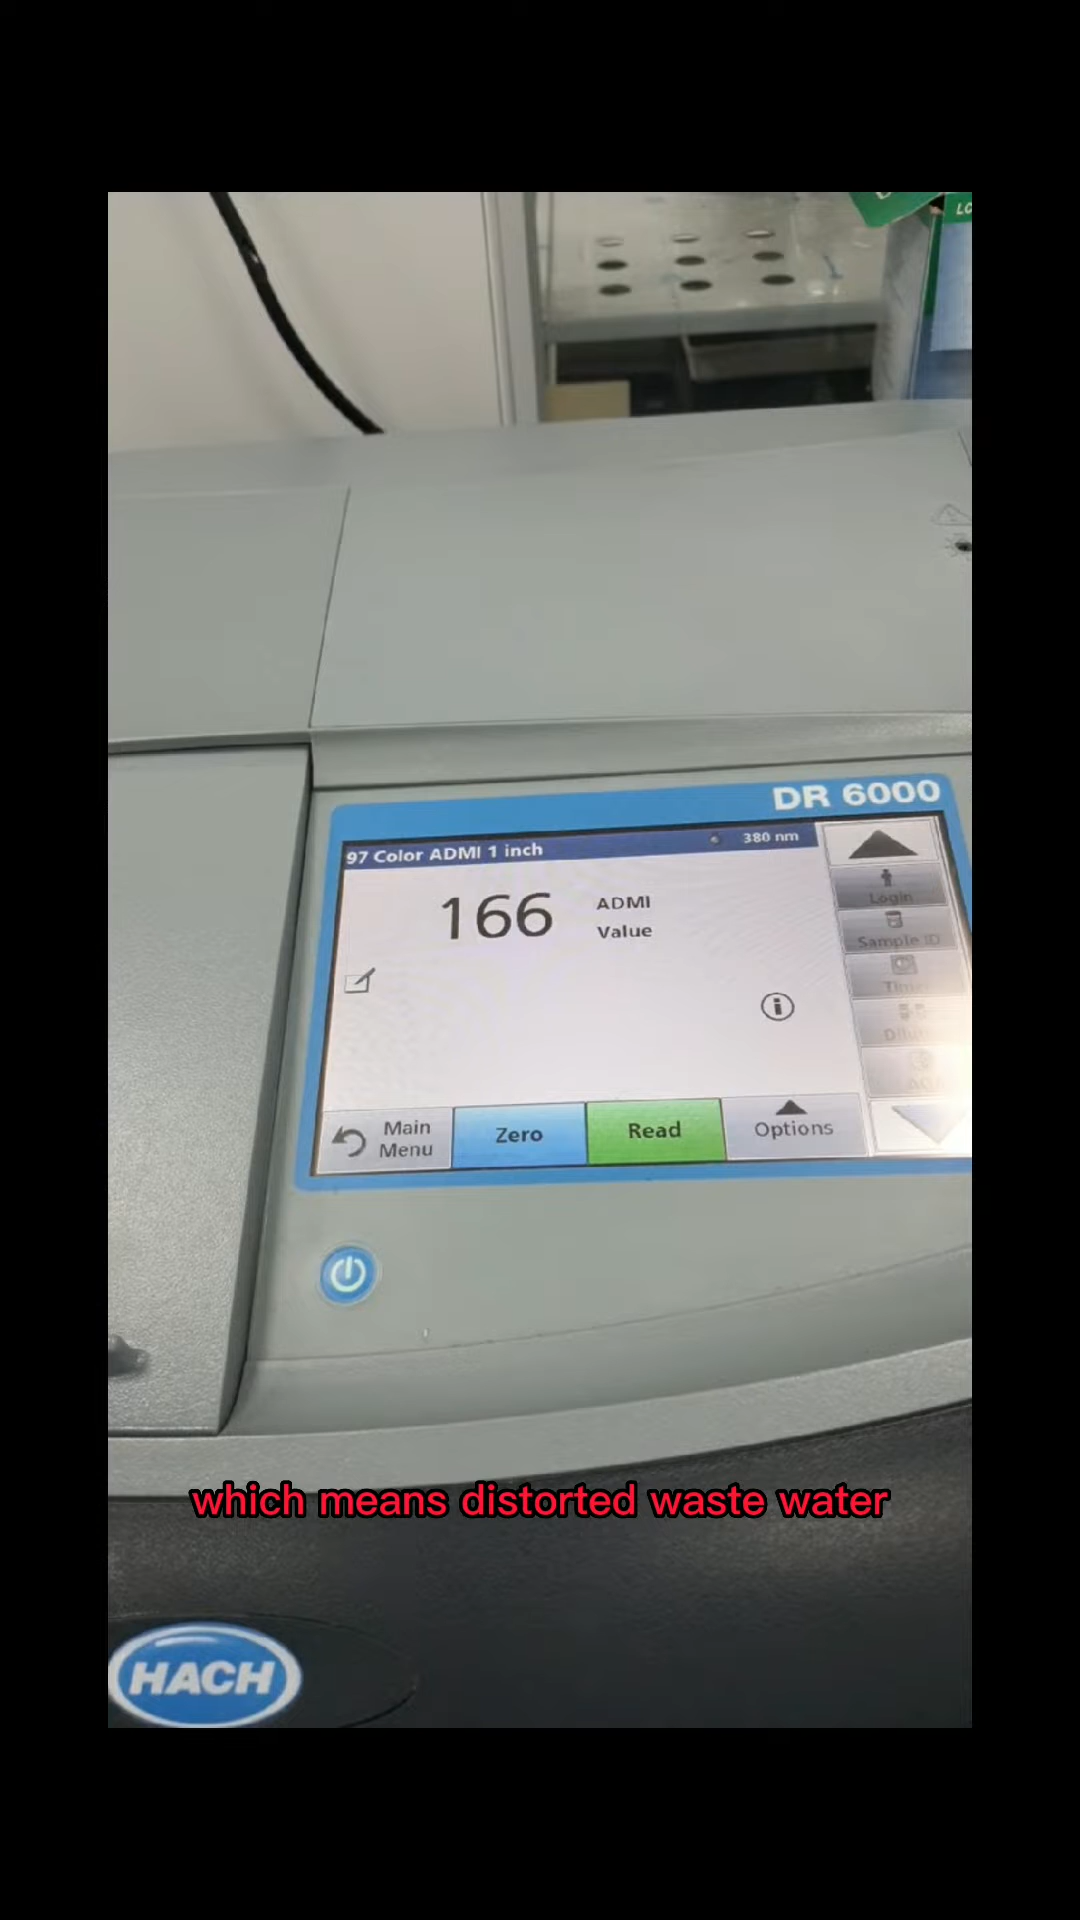 LC
DR 6000
97 Color ADMI 1 inch
380 nm
166
ADMI
Value
Login
Sample ID
Main
Menu
Zero
Read
Options
which means distorted waste water
HACH